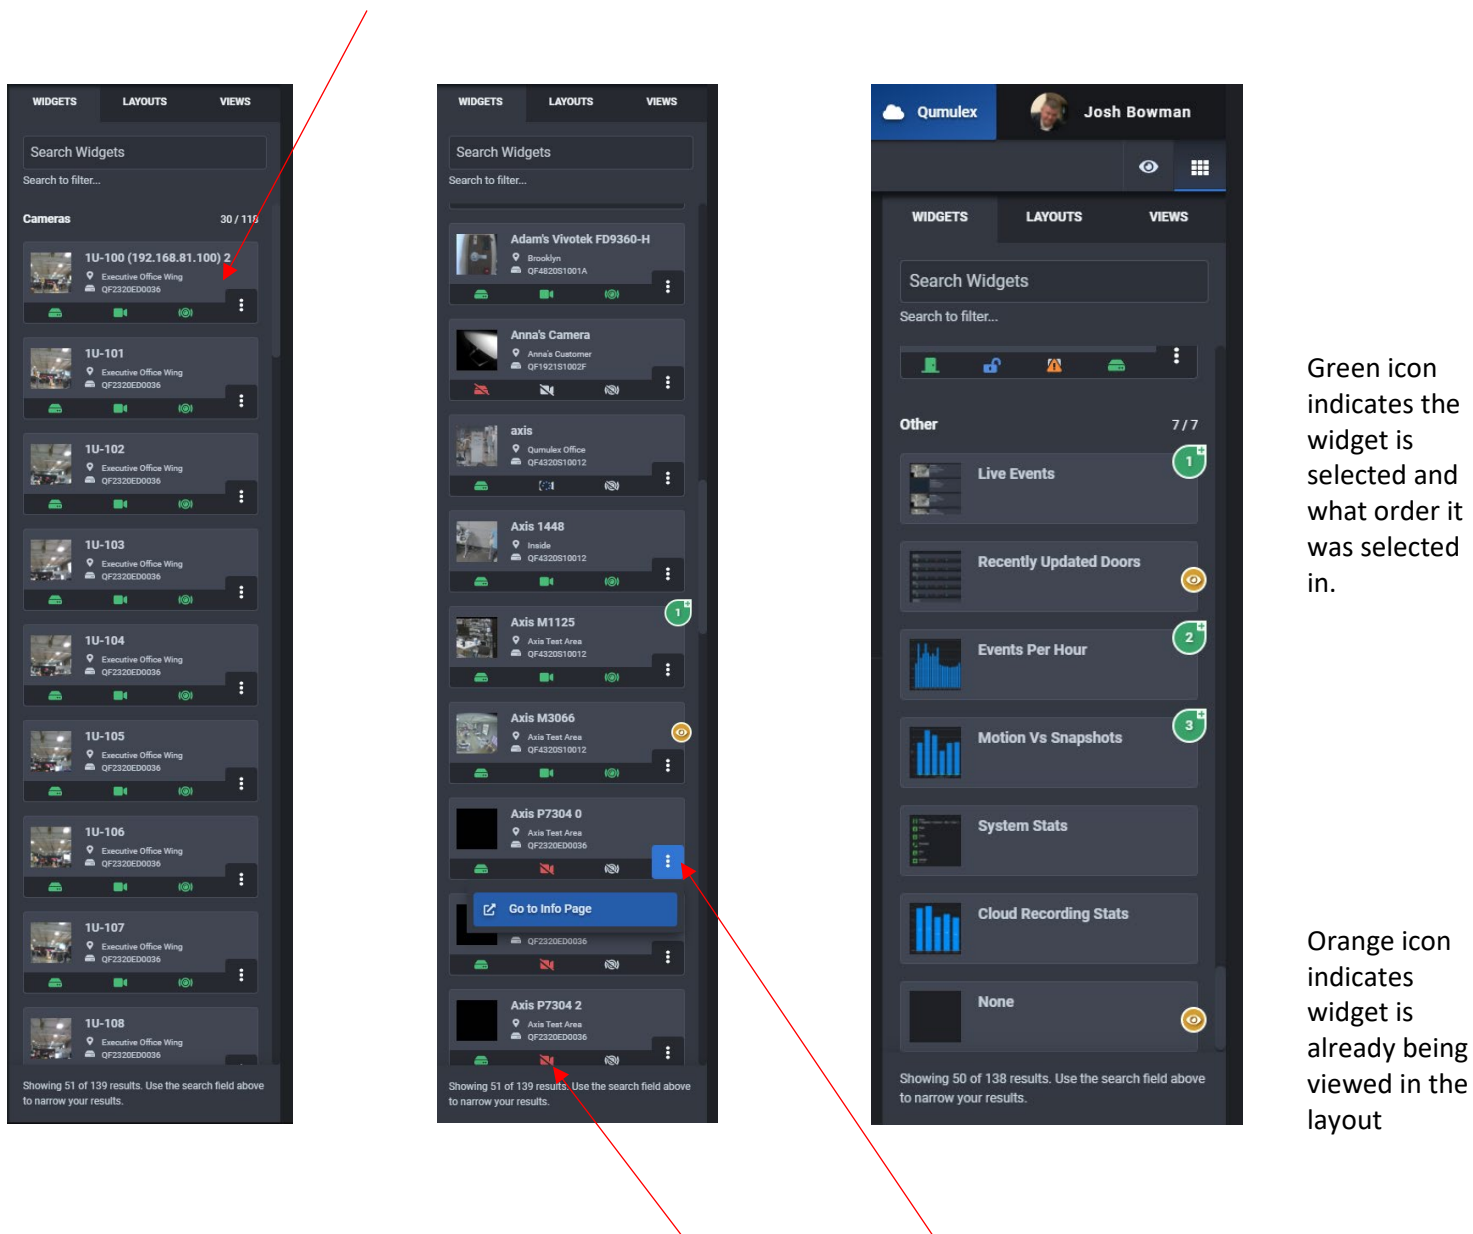 WIDGETS LAYOUTS VIEWS
Search Widgets
Search to filter...
Cameras 30 / 118
1U-100 (192.168.81.100) 2
Executive Office Wing
QF2320ED0036
1U-101
Executive Office Wing
QF2320ED0036
1U-102
Executive Office Wing
QF2320ED0036
1U-103
Executive Office Wing
QF2320ED0036
1U-104
Executive Office Wing
QF2320ED0036
1U-105
Executive Office Wing
QF2320ED0036
1U-106
Executive Office Wing
QF2320ED0036
1U-107
Executive Office Wing
QF2320ED0036
1U-108
Executive Office Wing
QF2320ED0036
Showing 51 of 139 results. Use the search field above
to narrow your results.
WIDGETS LAYOUTS VIEWS
Search Widgets
Search to filter...
Adam's Vivotek FD9360-H
Brooklyn
QF4820S1001A
Anna's Camera
Anna's Customer
QF1921S1002F
axis
Qumulex Office
QF4320S10012
Axis 1448
Inside
QF4320S10012
1
Axis M1125
Axis Test Area
QF4320S10012
Axis M3066
Axis Test Area
QF4320S10012
Axis P7304 0
Axis Test Area
QF2320ED0036
Go to Info Page
QF2320ED0036
Axis P7304 2
Axis Test Area
QF2320ED0036
Showing 51 of 139 results. Use the search field above
to narrow your results.
Qumulex Josh Bowman
WIDGETS LAYOUTS VIEWS
Search Widgets
Search to filter...
Other 7 / 7
Live Events 1
Recently Updated Doors
Events Per Hour 2
Motion Vs Snapshots 3
System Stats
Cloud Recording Stats
None
Showing 50 of 138 results. Use the search field above
to narrow your results.
Green icon
indicates the
widget is
selected and
what order it
was selected
in.
Orange icon
indicates
widget is
already being
viewed in the
layout